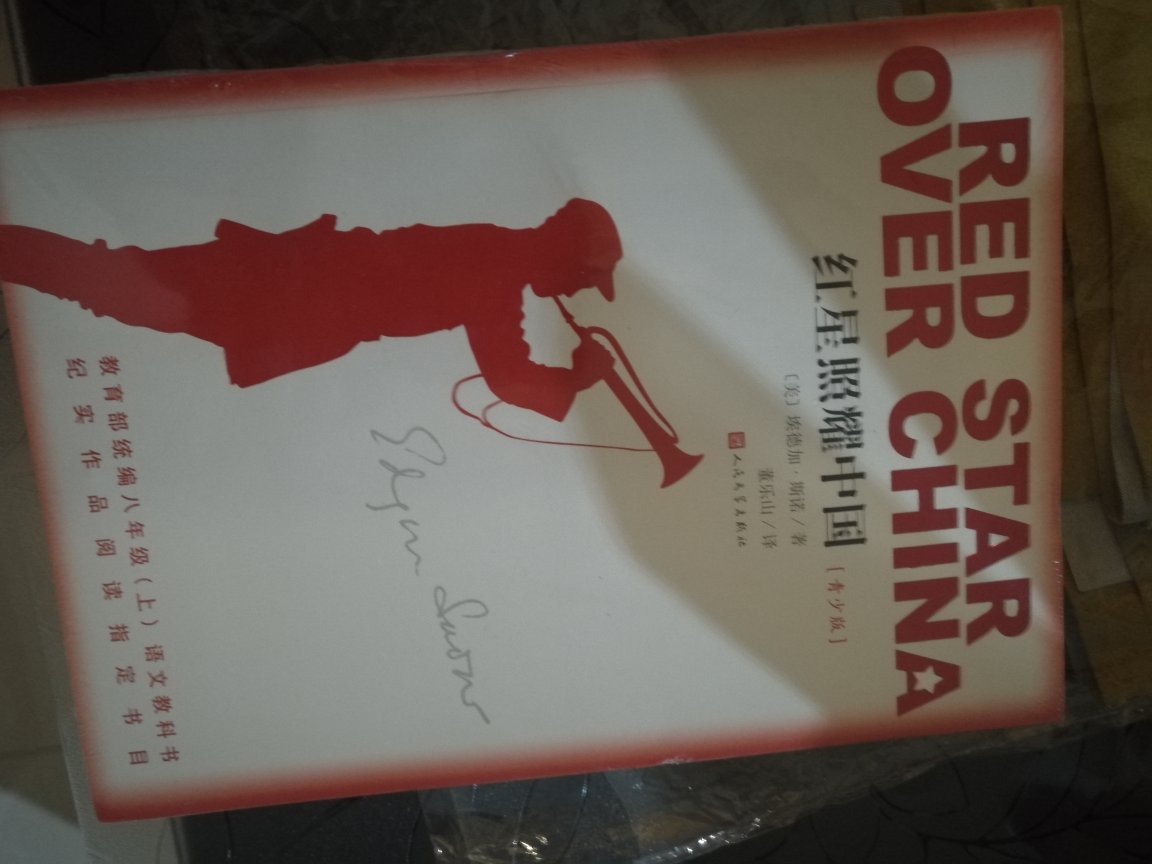 RED STAR
OVER CHINA
红星照耀中国 [青少版]
〔美〕埃德加·斯诺/著
董乐山/译
人民文学出版社
Edgar Snow
教育部统编八年级(上)语文教科书
纪实作品阅读指定书目